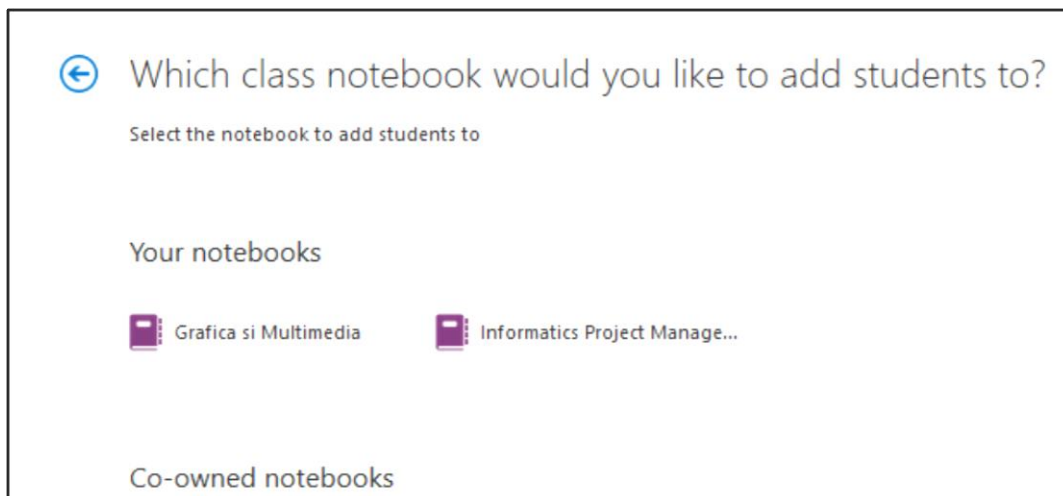 Which class notebook would you like to add students to?
Select the notebook to add students to
Your notebooks
Grafica si Multimedia
Informatics Project Manage...
Co-owned notebooks